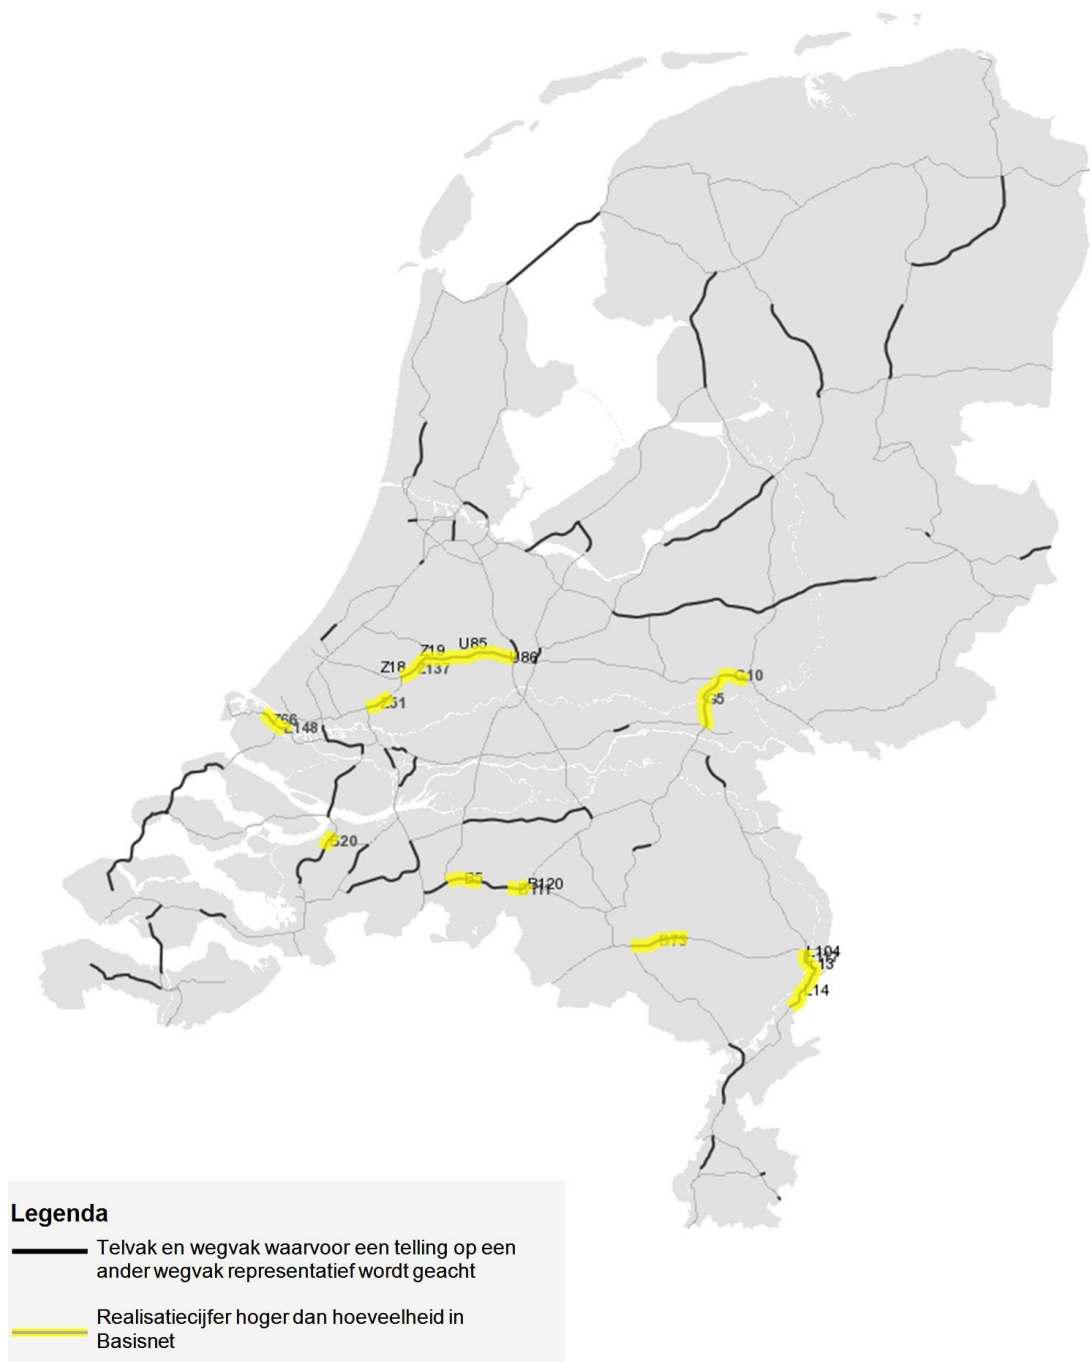 Z19
U85
U86
Z18
Z137
G10
Z51
G5
Z66
Z148
B20
B5
B120
B111
B73
L104
L13
L14
Legenda
Telvak en wegvak waarvoor een telling op een
ander wegvak representatief wordt geacht
Realisatiecijfer hoger dan hoeveelheid in
Basisnet